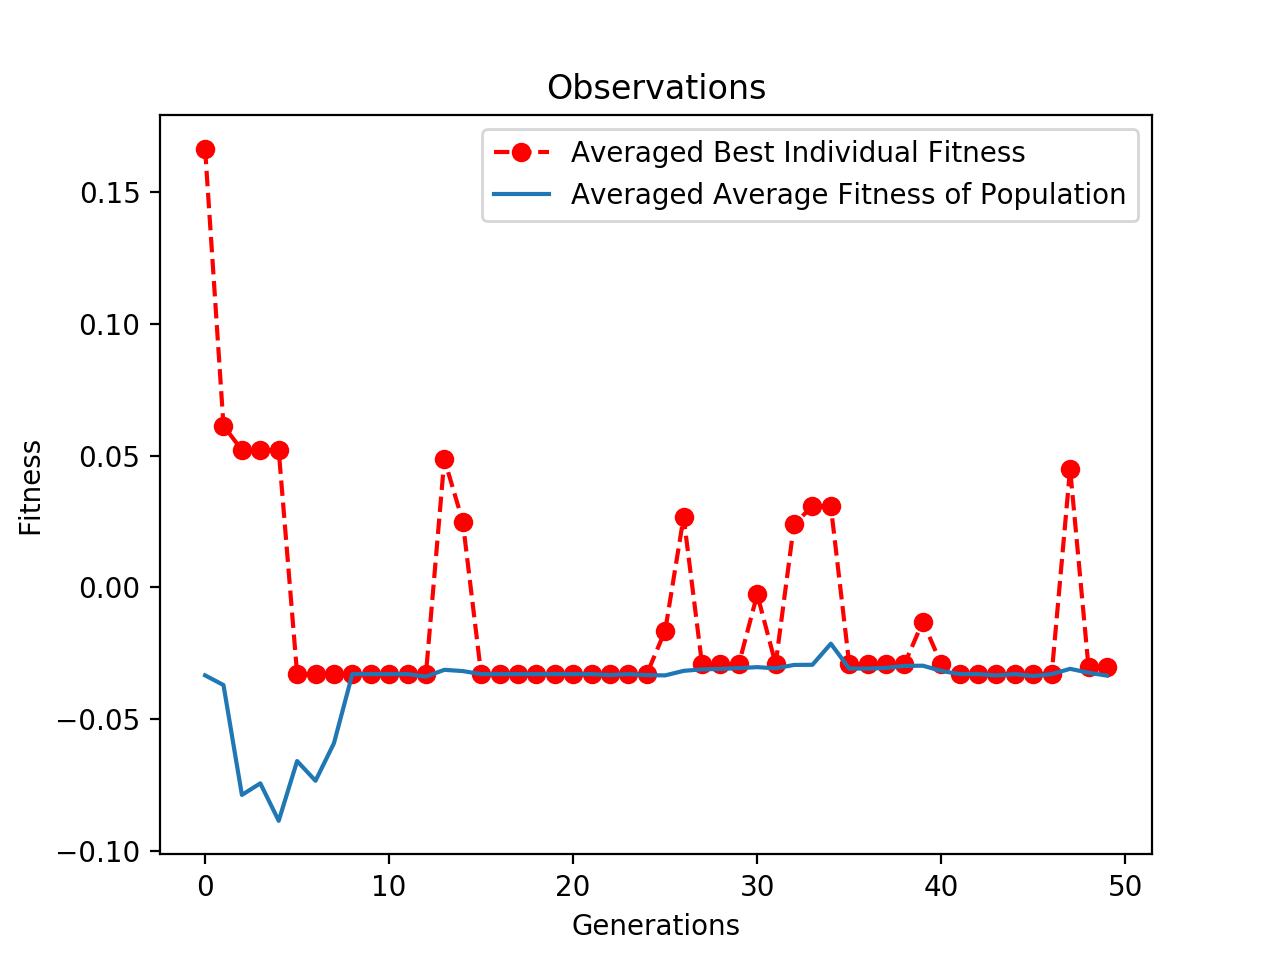 Observations
Averaged Best Individual Fitness
Averaged Average Fitness of Population
Fitness
0.15
0.10
0.05
0.00
−0.05
−0.10
0 10 20 30 40 50
Generations